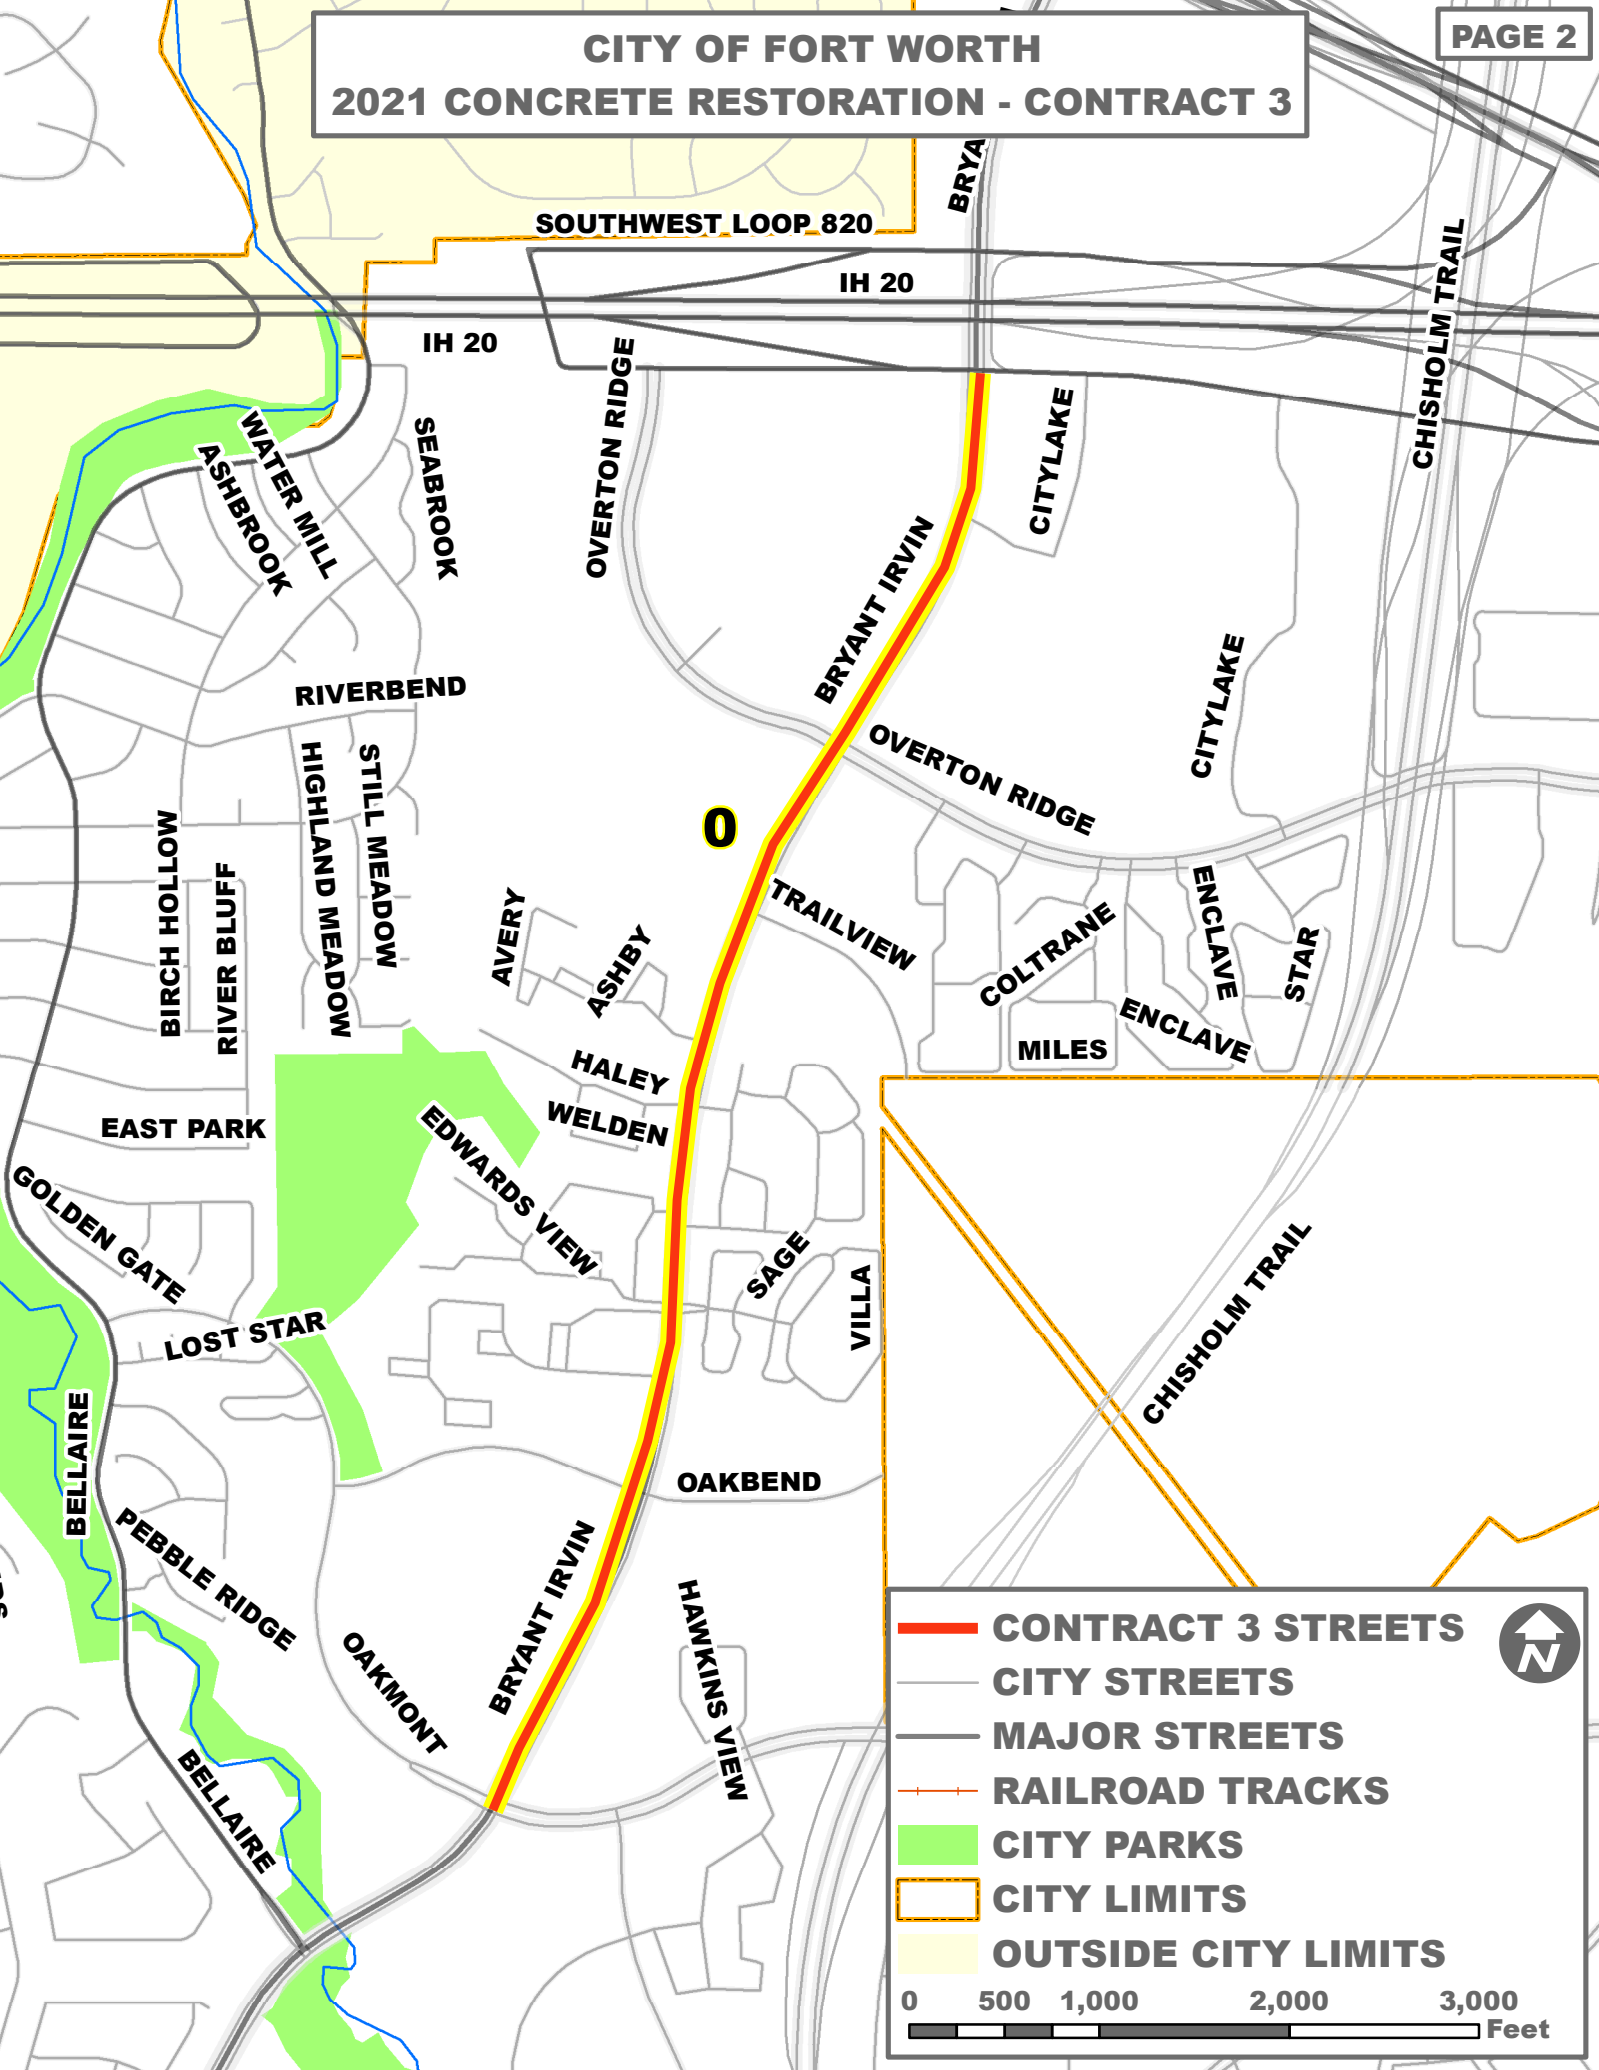 CITY OF FORT WORTH
2021 CONCRETE RESTORATION - CONTRACT 3
PAGE 2
BRYA
SOUTHWEST LOOP 820
IH 20
IH 20
CHISHOLM TRAIL
OVERTON RIDGE
CITYLAKE
WATER MILL
ASHBROOK
SEABROOK
BRYANT IRVIN
CITYLAKE
RIVERBEND
OVERTON RIDGE
HIGHLAND MEADOW
STILL MEADOW
0
BIRCH HOLLOW
RIVER BLUFF
AVERY
ASHBY
TRAILVIEW
COLTRANE
ENCLAVE
STAR
ENCLAVE
MILES
HALEY
WELDEN
EAST PARK
EDWARDS VIEW
GOLDEN GATE
SAGE
VILLA
LOST STAR
CHISHOLM TRAIL
BELLAIRE
OAKBEND
PEBBLE RIDGE
BRYANT IRVIN
HAWKINS VIEW
OAKMONT
BELLAIRE
CONTRACT 3 STREETS
N
CITY STREETS
MAJOR STREETS
RAILROAD TRACKS
CITY PARKS
CITY LIMITS
OUTSIDE CITY LIMITS
0 500 1,000 2,000 3,000
Feet